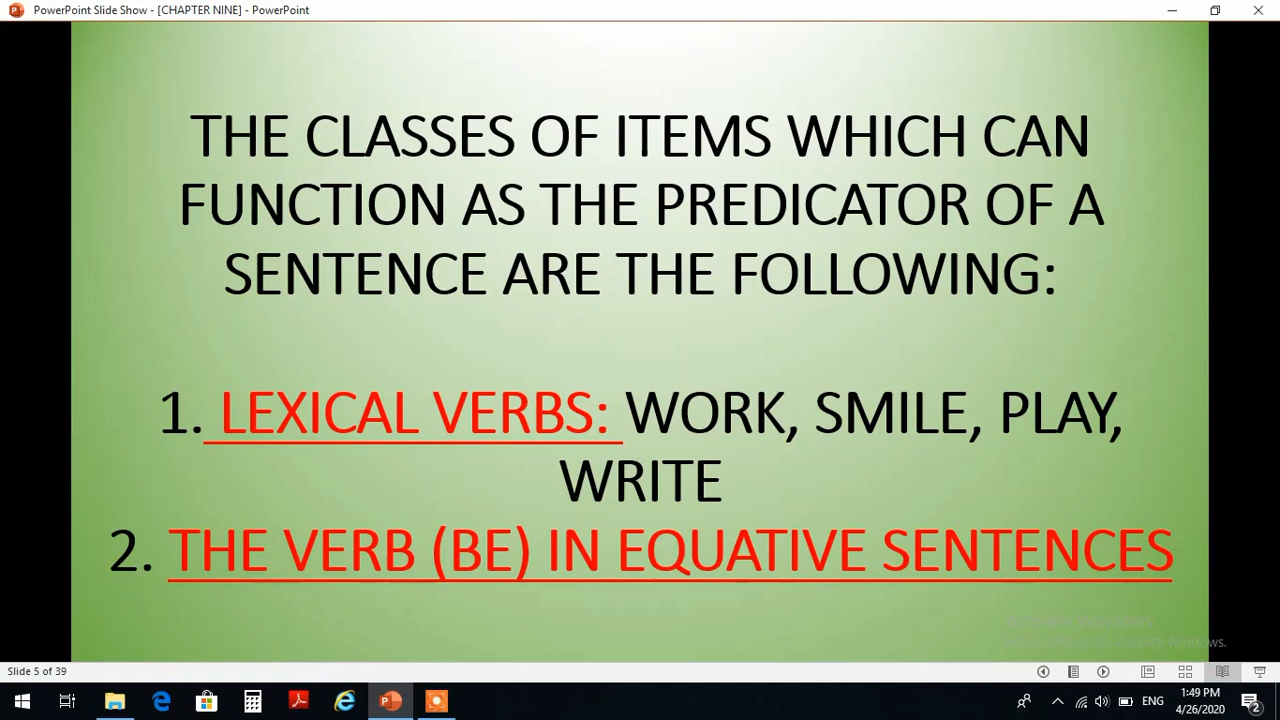 PowerPoint Slide Show - [CHAPTER NINE] - PowerPoint
THE CLASSES OF ITEMS WHICH CAN
FUNCTION AS THE PREDICATOR OF A
SENTENCE ARE THE FOLLOWING:
1. LEXICAL VERBS: WORK, SMILE, PLAY,
WRITE
2. THE VERB (BE) IN EQUATIVE SENTENCES
Windows.
Slide 5 of 39
ENG
1:49 PM
4/26/2020
2